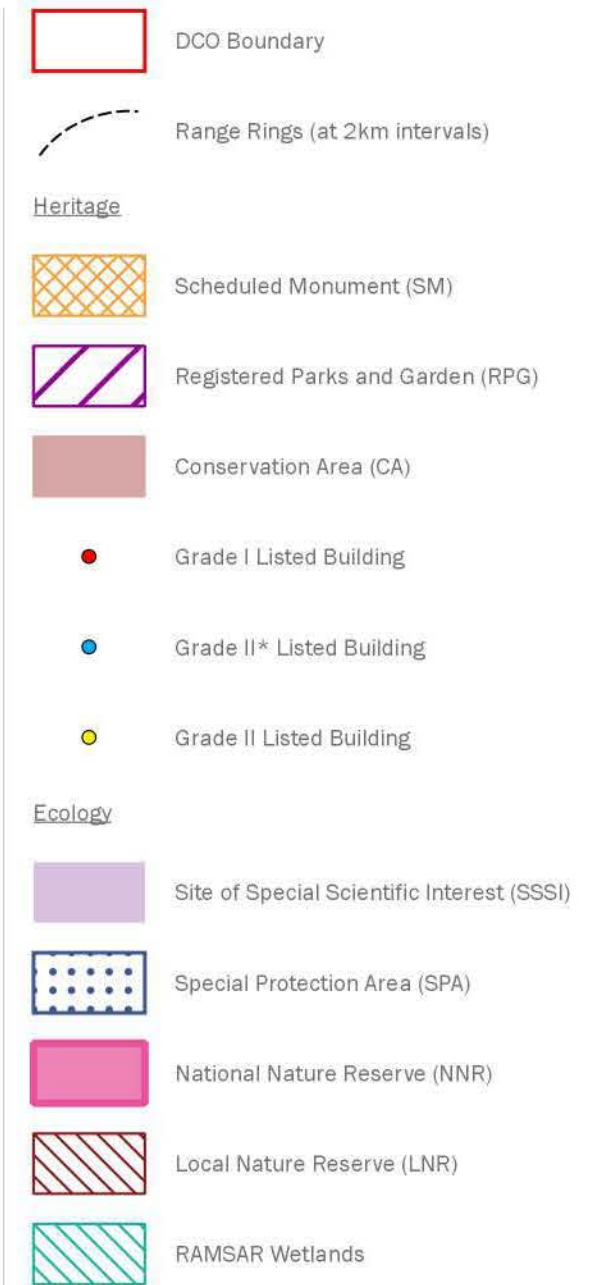 DCO Boundary
Range Rings (at 2km intervals)
Heritage
Scheduled Monument (SM)
Registered Parks and Garden (RPG)
Conservation Area (CA)
Grade I Listed Building
Grade II* Listed Building
Grade II Listed Building
Ecology
Site of Special Scientific Interest (SSSI)
Special Protection Area (SPA)
National Nature Reserve (NNR)
Local Nature Reserve (LNR)
RAMSAR Wetlands